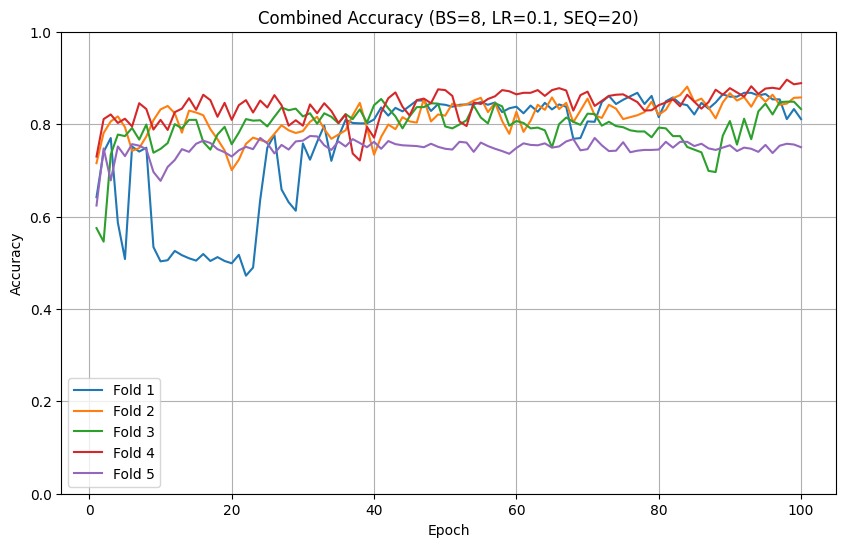 Combined Accuracy (BS=8, LR=0.1, SEQ=20)
1.0
0.8
0.6
0.4
0.2
0.0
Accuracy
Fold 1
Fold 2
Fold 3
Fold 4
Fold 5
0 20 40 60 80 100
Epoch